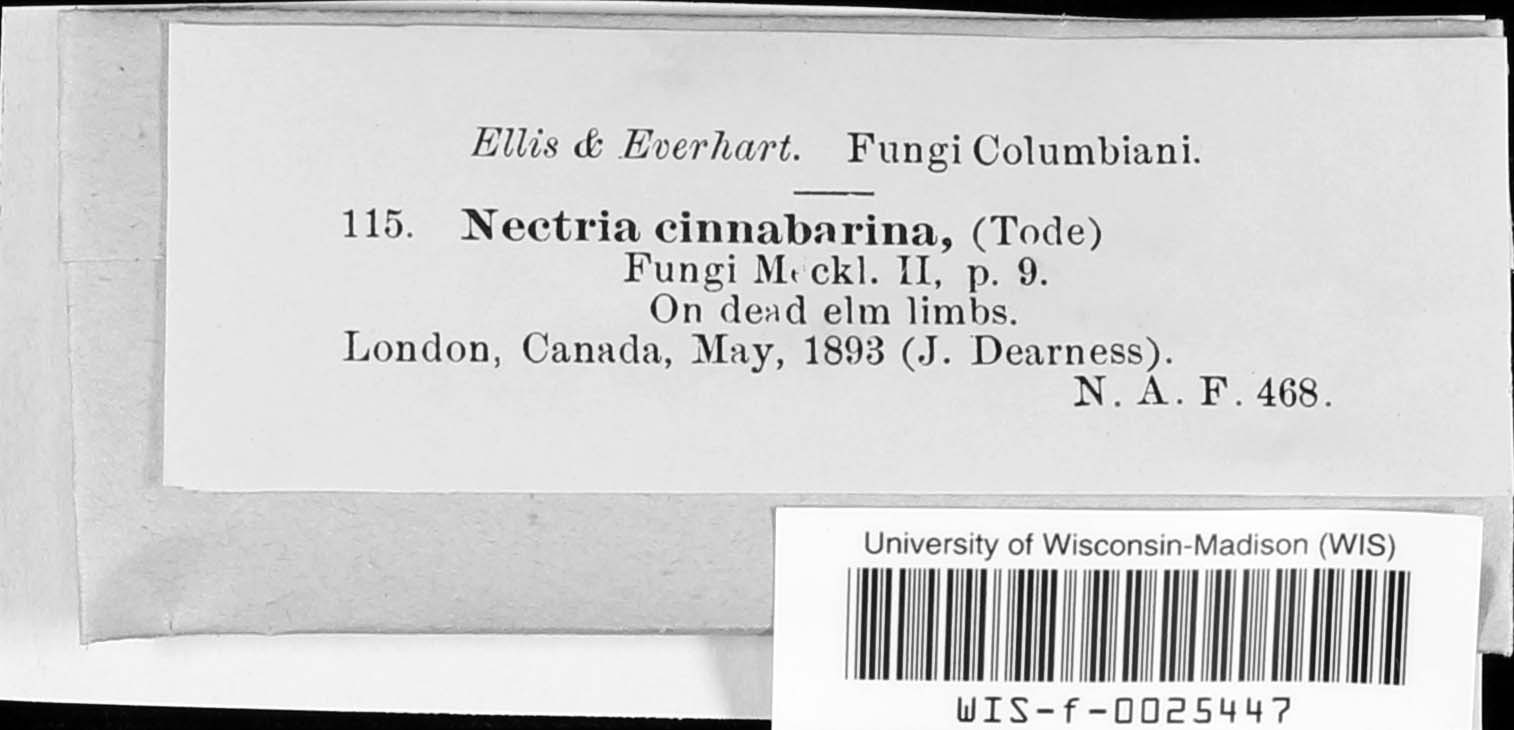 Ellis & Everhart. Fungi Columbiani.
115. Nectria cinnabarina, (Tode)
Fungi Meckl. II, p. 9.
On dead elm limbs.
London, Canada, May, 1893 (J. Dearness).
N. A. F. 468.
University of Wisconsin-Madison (WIS)
WIS-f-0025447